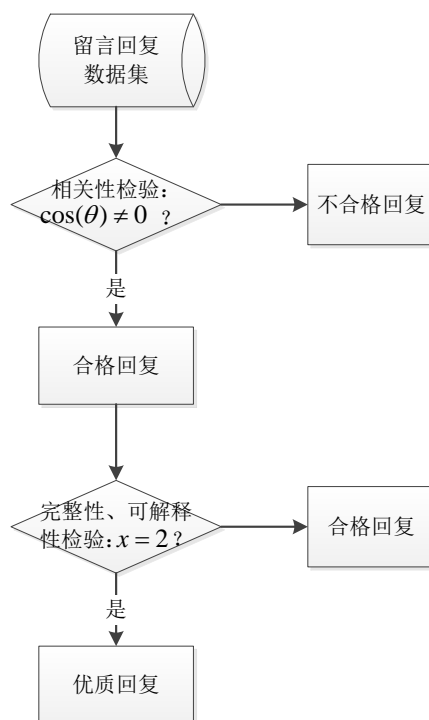 留言回复
数据集
相关性检验：
cos(θ) ≠ 0 ？
不合格回复
是
合格回复
完整性、可解释
性检验：x = 2？
合格回复
是
优质回复